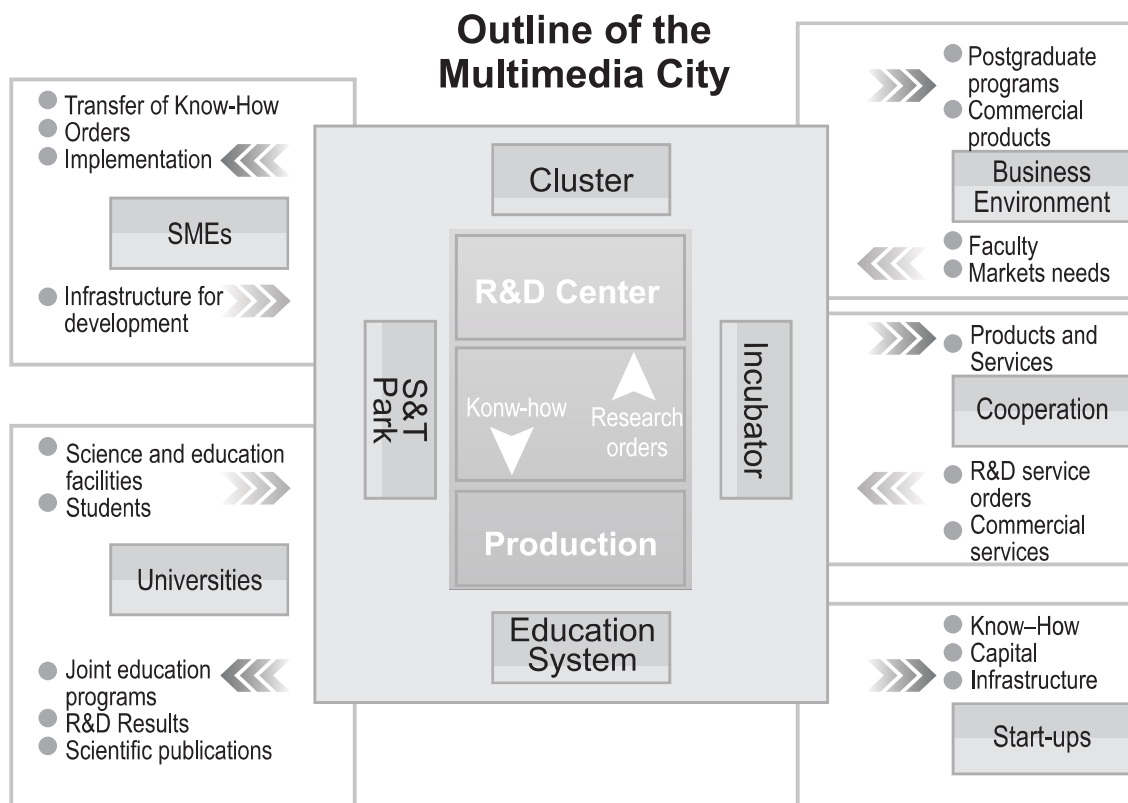 Outline of the
Multimedia City
Transfer of Know-How
Orders
Implementation
SMEs
Infrastructure for
development
Science and education
facilities
Students
Universities
Joint education
programs
R&D Results
Scientific publications
Cluster
R&D Center
S&T
Park
Konw-how
Research
orders
Incubator
Production
Education
System
Postgraduate
programs
Commercial
products
Business
Environment
Faculty
Markets needs
Products and
Services
Cooperation
R&D service
orders
Commercial
services
Know–How
Capital
Infrastructure
Start-ups